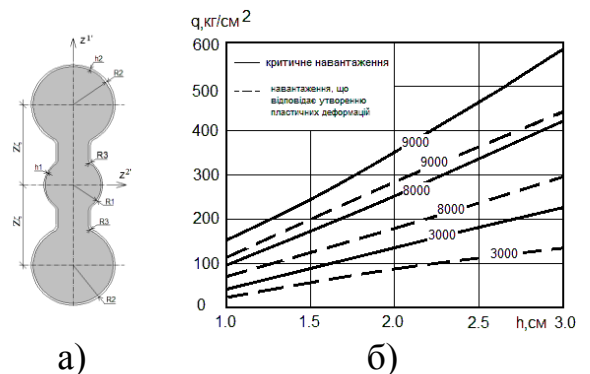 z¹'
h2
R2
Zζ
R3
h1
z²'
R1
Zζ
R3
R2
а)
q,кг/см²
600
500
400
300
200
100
0
критичне навантаження
навантаження, що
відповідає утворенню
пластичних деформацій
9000
9000
8000
8000
3000
3000
1.0
1.5
2.0
2.5
h,см
3.0
б)